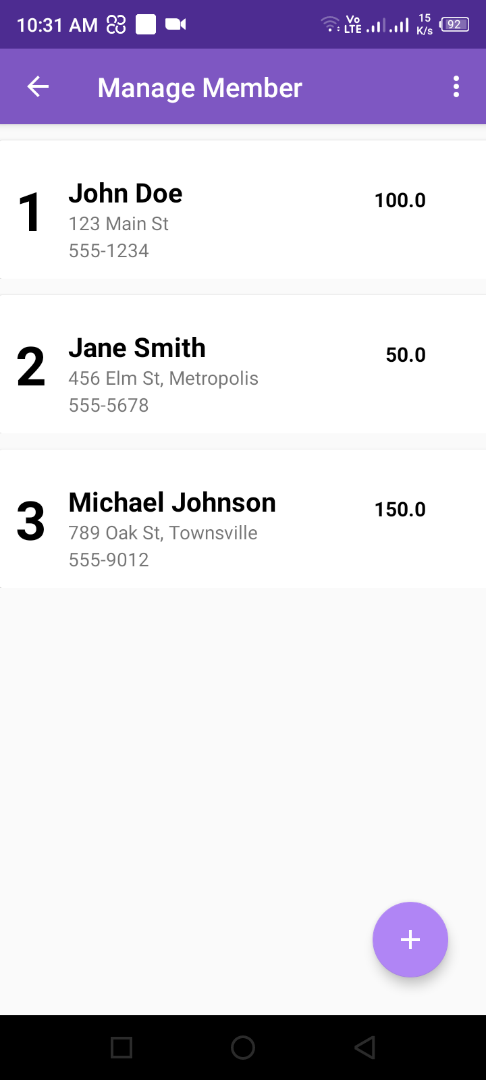 10:31 AM Vo LTE 15 K/s 92
Manage Member
1 John Doe 100.0
123 Main St
555-1234
2 Jane Smith 50.0
456 Elm St, Metropolis
555-5678
3 Michael Johnson 150.0
789 Oak St, Townsville
555-9012
+